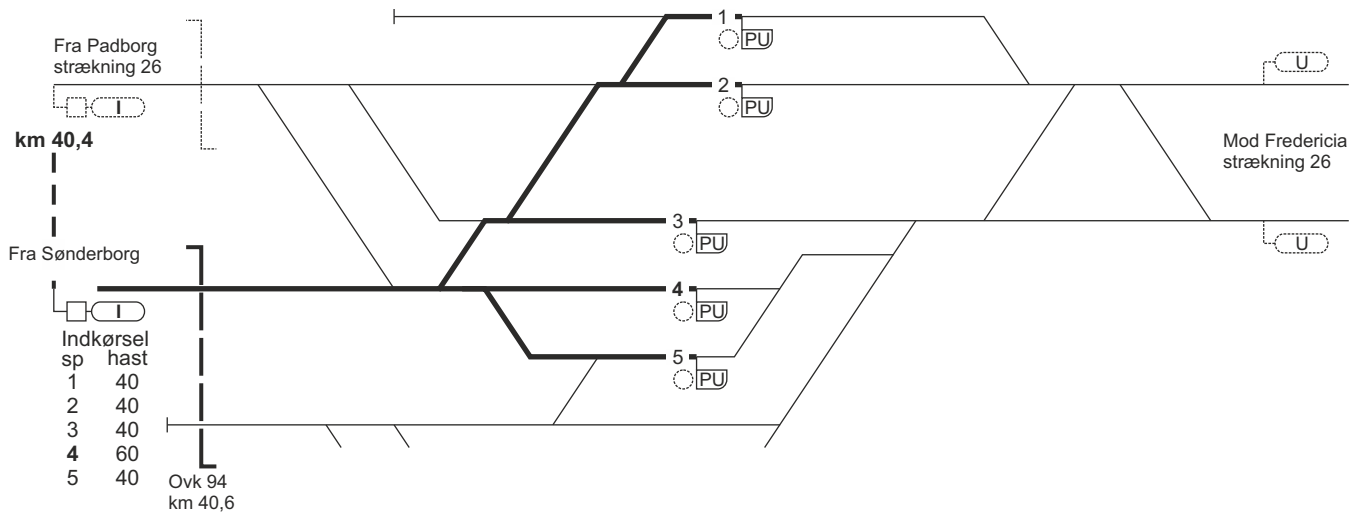 1
PU
Fra Padborg
strækning 26
U
2
I
PU
km 40,4
Mod Fredericia
strækning 26
3
PU
U
Fra Sønderborg
4
I
PU
Indkørsel
sp hast
1 40
2 40
3 40
4 60
5 40
5
PU
Ovk 94
km 40,6